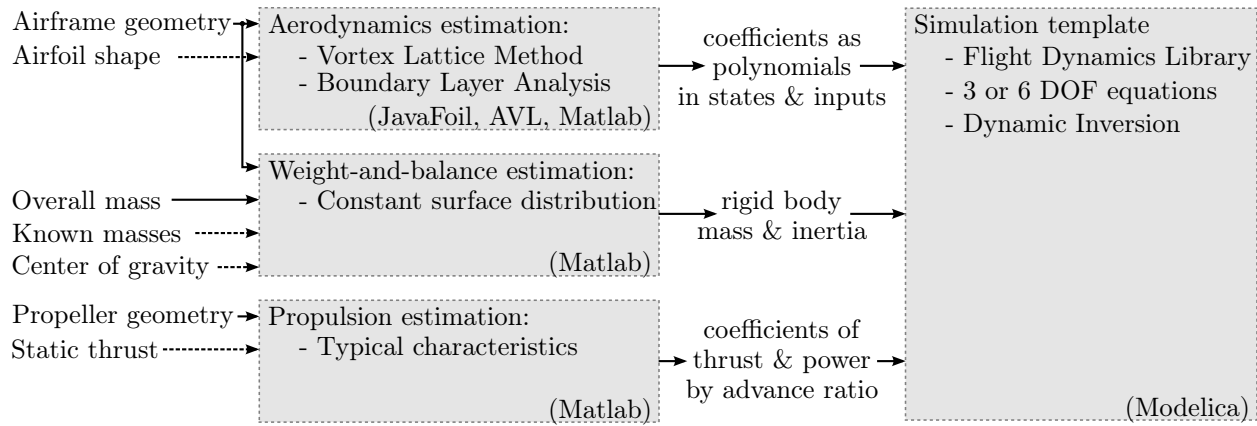 Airframe geometry
Airfoil shape
Aerodynamics estimation:
- Vortex Lattice Method
- Boundary Layer Analysis
(JavaFoil, AVL, Matlab)
coefficients as
polynomials
in states & inputs
Overall mass
Known masses
Center of gravity
Weight-and-balance estimation:
- Constant surface distribution
(Matlab)
rigid body
mass & inertia
Propeller geometry
Static thrust
Propulsion estimation:
- Typical characteristics
(Matlab)
coefficients of
thrust & power
by advance ratio
Simulation template
- Flight Dynamics Library
- 3 or 6 DOF equations
- Dynamic Inversion
(Modelica)